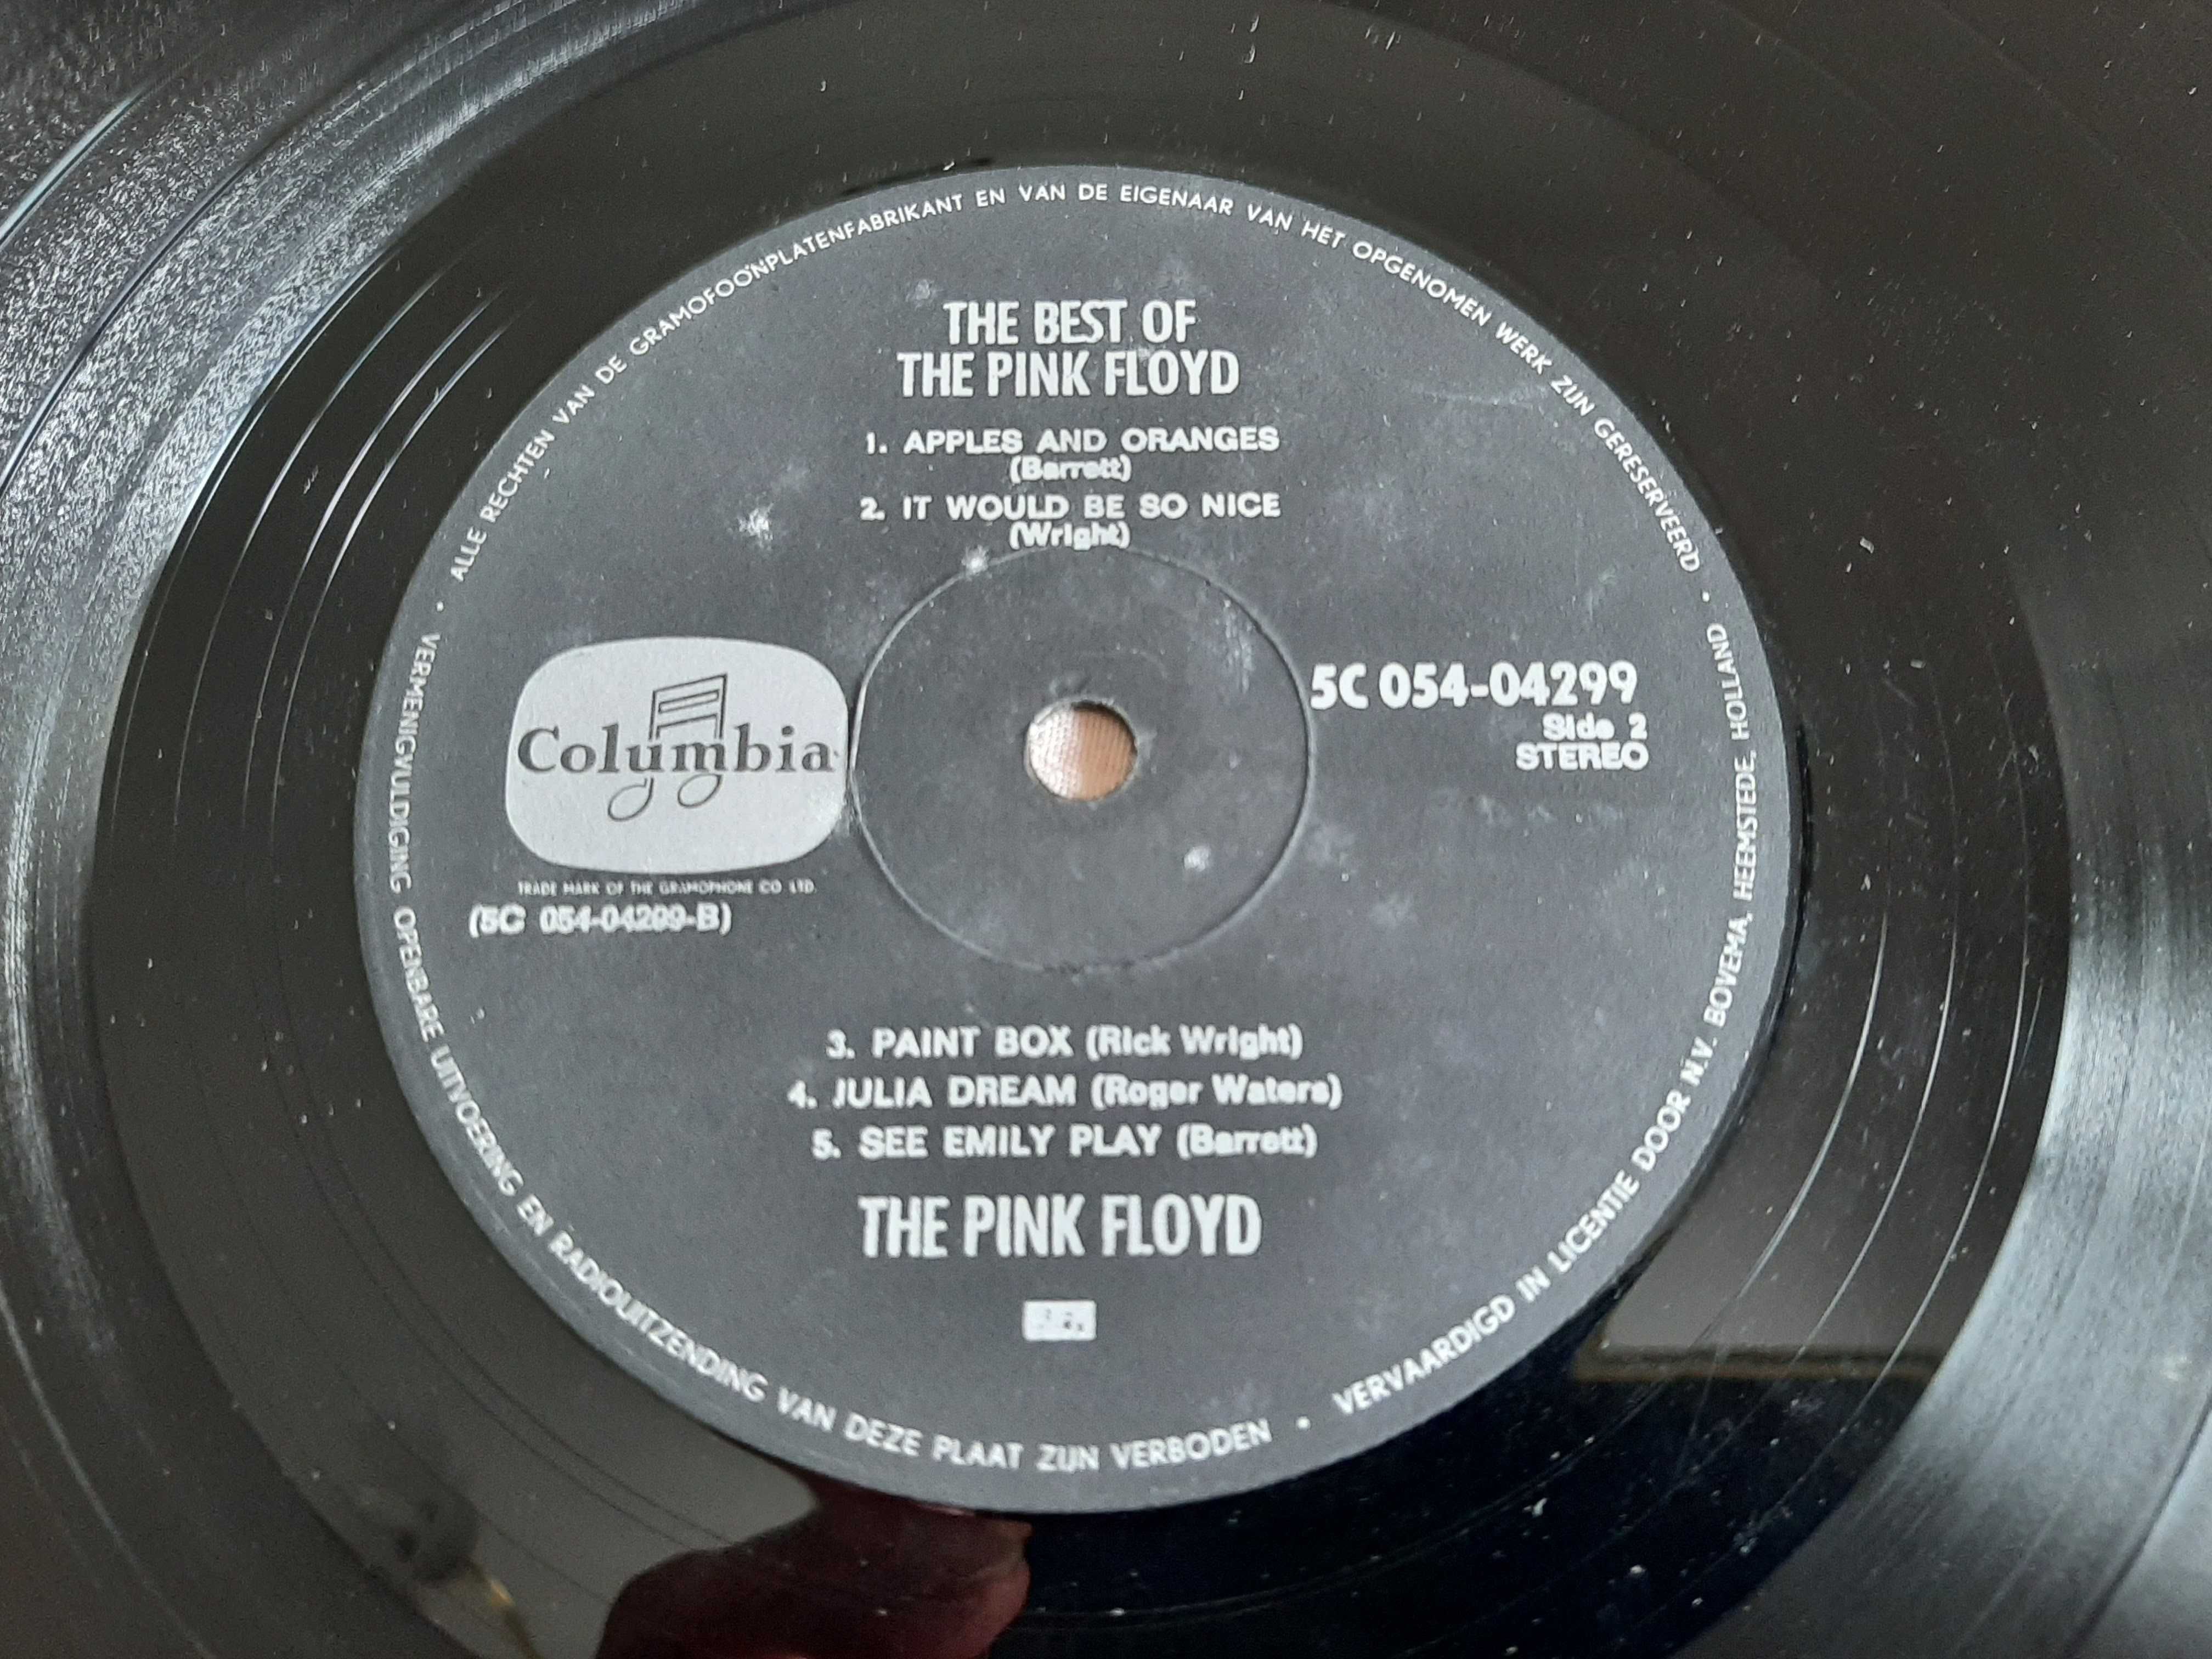 ALLE RECHTEN VAN DE GRAMOFOONPLATENFABRIKANT EN VAN DE EIGENAAR VAN HET OPGENOMEN WERK ZIJN GERESERVEERD •
THE BEST OF
THE PINK FLOYD
1. APPLES AND ORANGES
(Barrett)
2. IT WOULD BE SO NICE
(Wright)
Columbia
TRADE MARK OF THE GRAMOPHONE CO. LTD.
(5C 054-04299-B)
5C 054-04299
Side 2
STEREO
3. PAINT BOX (Rick Wright)
4. JULIA DREAM (Roger Waters)
5. SEE EMILY PLAY (Barrett)
THE PINK FLOYD
• VERMENIGVULDIGING OPENBARE UITVOERING EN RADIOUITZENDING VAN DEZE PLAAT ZIJN VERBODEN •
VERVAARDIGD IN LICENTIE DOOR N.V. BOVEMA, HEEMSTEDE, HOLLAND